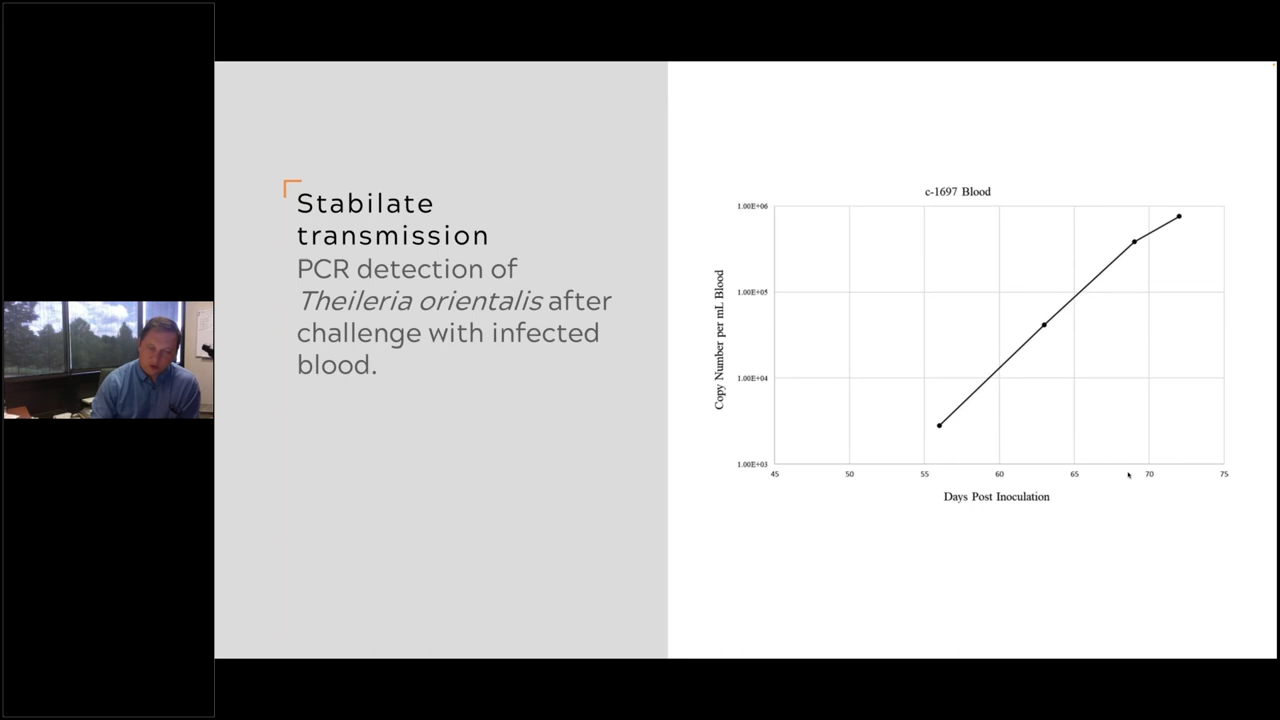 Stabilate
transmission
PCR detection of
Theileria orientalis after
challenge with infected
blood.
c-1697 Blood
Copy Number per mL Blood
1.00E+06
1.00E+05
1.00E+04
1.00E+03
45 50 55 60 65 70 75
Days Post Inoculation